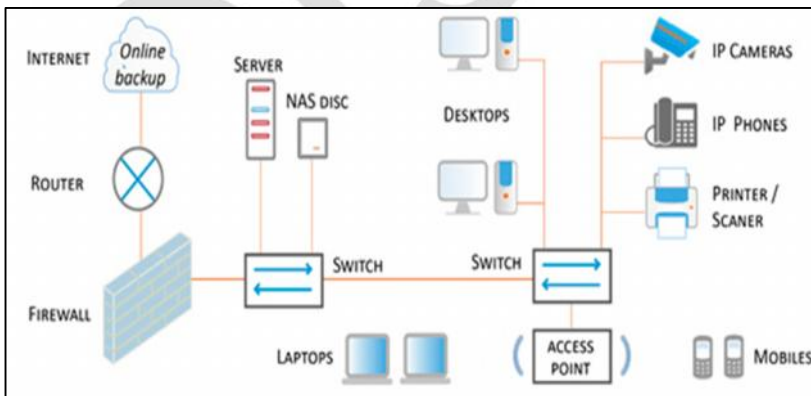 INTERNET
Online
backup
SERVER
NAS DISC
ROUTER
FIREWALL
SWITCH
DESKTOPS
SWITCH
IP CAMERAS
IP PHONES
PRINTER /
SCANER
LAPTOPS
ACCESS
POINT
MOBILES